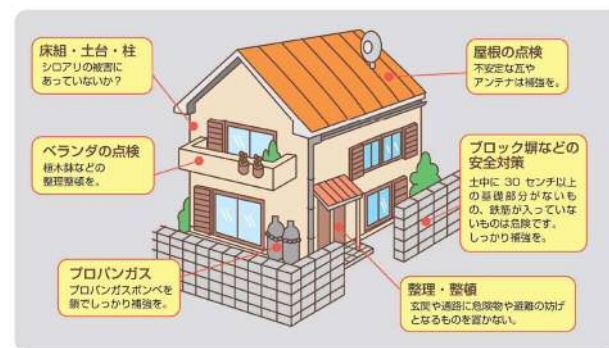 床組・土台・柱
シロアリの被害に
あっていないか？
ベランダの点検
植木鉢などの
整理整頓を。
プロパンガス
プロパンガスボンベを
鎖でしっかり補強を。
屋根の点検
不安定な瓦や
アンテナは補強を。
ブロック塀などの
安全対策
土中に 30 センチ以上
の基礎部分がないも
の、鉄筋が入っていな
いものは危険です。
しっかり補強を。
整理・整頓
玄関や通路に危険物や避難の妨げ
となるものを置かない。